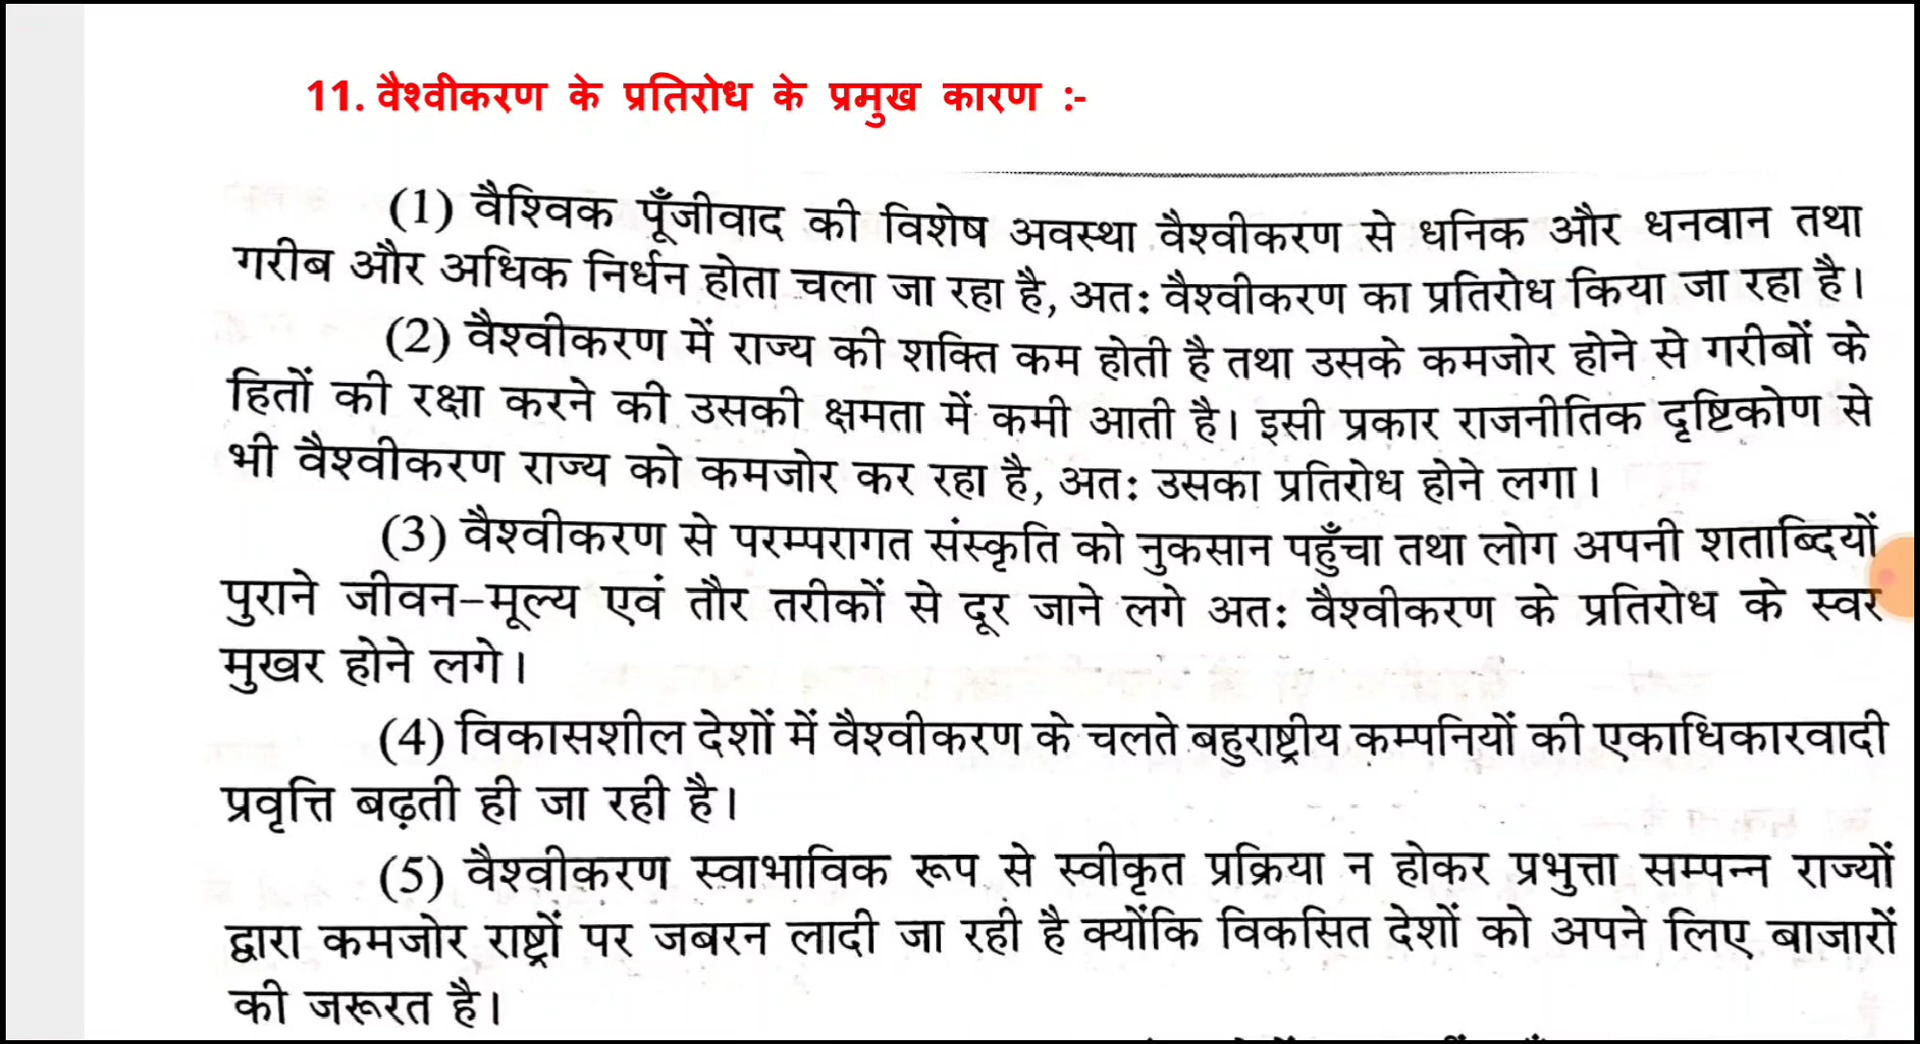 11. वैश्वीकरण के प्रतिरोध के प्रमुख कारण :-
(1) वैश्विक पूँजीवाद की विशेष अवस्था वैश्वीकरण से धनिक और धनवान तथा
गरीब और अधिक निर्धन होता चला जा रहा है, अतः वैश्वीकरण का प्रतिरोध किया जा रहा है।
(2) वैश्वीकरण में राज्य की शक्ति कम होती है तथा उसके कमजोर होने से गरीबों के
हितों की रक्षा करने की उसकी क्षमता में कमी आती है। इसी प्रकार राजनीतिक दृष्टिकोण से
भी वैश्वीकरण राज्य को कमजोर कर रहा है, अतः उसका प्रतिरोध होने लगा।
(3) वैश्वीकरण से परम्परागत संस्कृति को नुकसान पहुँचा तथा लोग अपनी शताब्दियों
पुराने जीवन-मूल्य एवं तौर तरीकों से दूर जाने लगे अतः वैश्वीकरण के प्रतिरोध के स्वर
मुखर होने लगे।
(4) विकासशील देशों में वैश्वीकरण के चलते बहुराष्ट्रीय कम्पनियों की एकाधिकारवादी
प्रवृत्ति बढ़ती ही जा रही है।
(5) वैश्वीकरण स्वाभाविक रूप से स्वीकृत प्रक्रिया न होकर प्रभुत्ता सम्पन्न राज्यों
द्वारा कमजोर राष्ट्रों पर जबरन लादी जा रही है क्योंकि विकसित देशों को अपने लिए बाजारों
की जरूरत है।